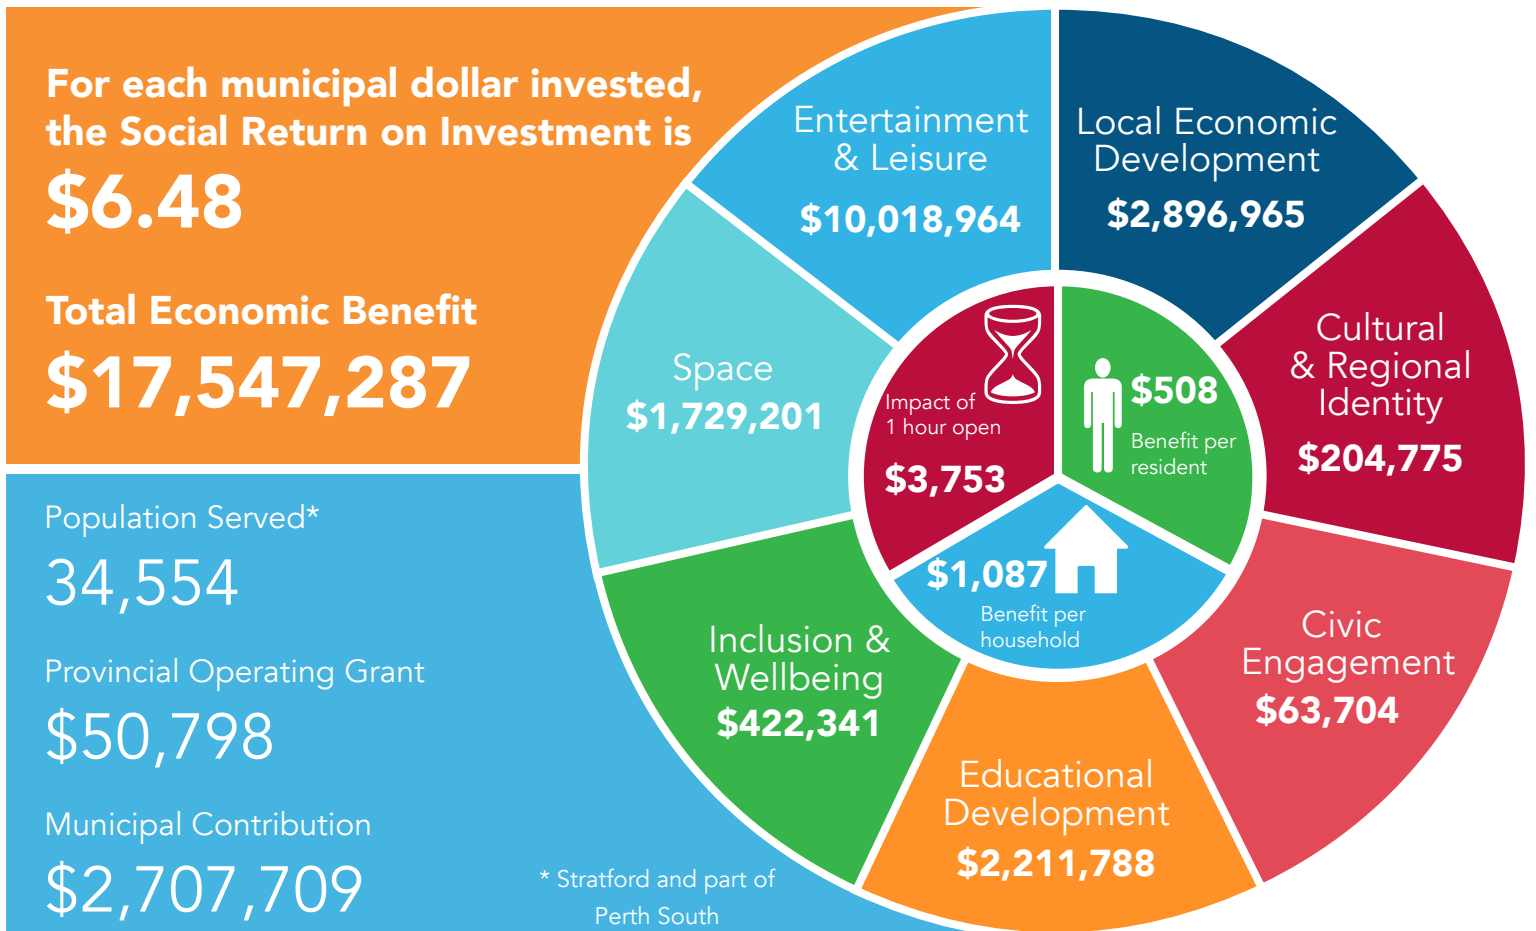 For each municipal dollar invested,
the Social Return on Investment is
$6.48
Total Economic Benefit
$17,547,287
Population Served*
34,554
Provincial Operating Grant
$50,798
Municipal Contribution
$2,707,709
* Stratford and part of
Perth South
Entertainment
& Leisure
$10,018,964
Local Economic
Development
$2,896,965
Cultural
& Regional
Identity
$204,775
Civic
Engagement
$63,704
Educational
Development
$2,211,788
Inclusion &
Wellbeing
$422,341
Space
$1,729,201
Impact of
1 hour open
$3,753
$508
Benefit per
resident
$1,087
Benefit per
household